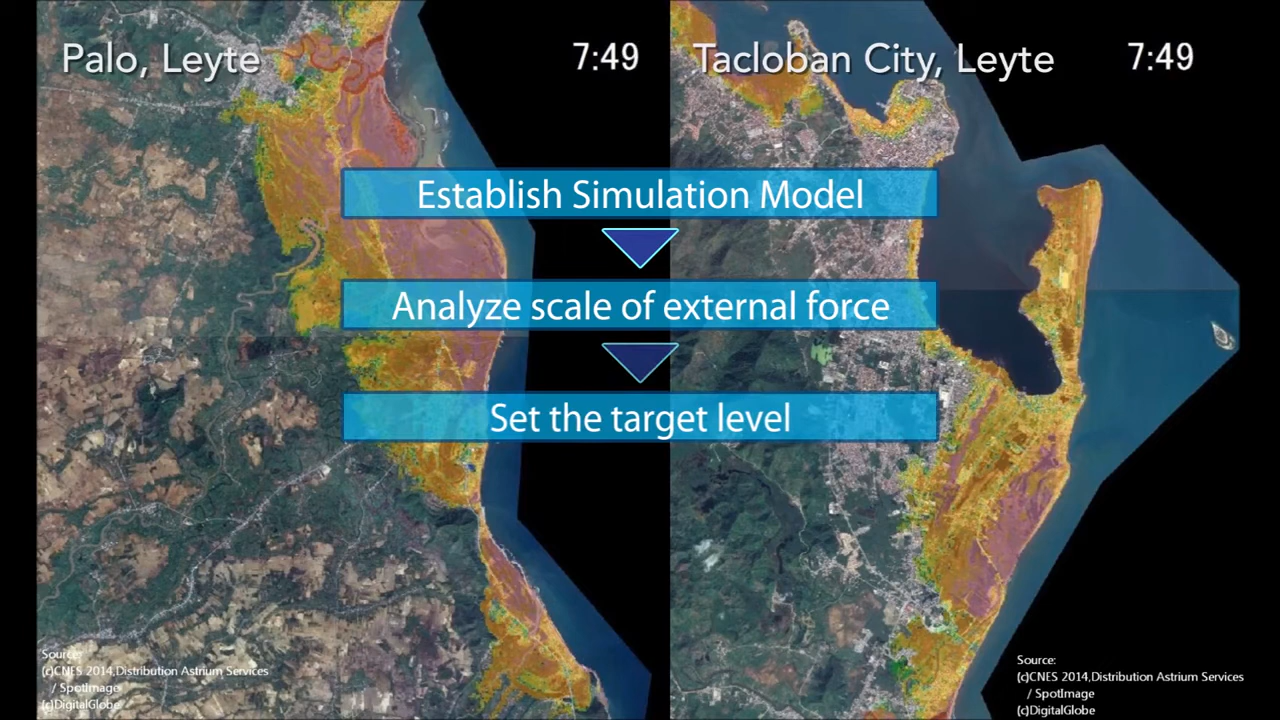 Palo, Leyte
7:49
Tacloban City, Leyte
7:49
Establish Simulation Model
Analyze scale of external force
Set the target level
Source:
(c)CNES 2014,Distribution Astrium Services
/ SpotImage
(c)DigitalGlobe
Source:
(c)CNES 2014,Distribution Astrium Services
/ SpotImage
(c)DigitalGlobe